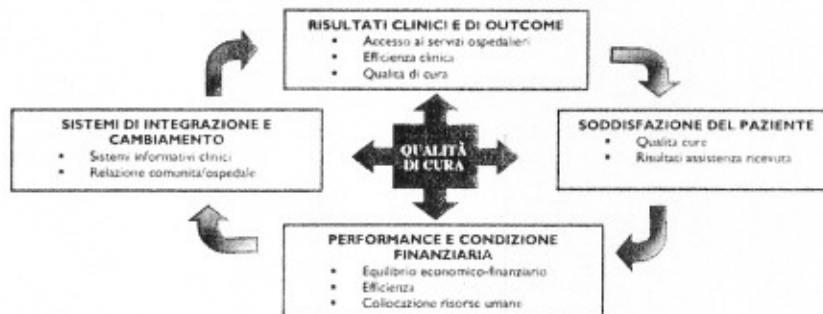 RISULTATI CLINICI E DI OUTCOME
▪ Accesso ai servizi ospedalieri
▪ Efficienza clinica
▪ Qualità di cura
SISTEMI DI INTEGRAZIONE E
CAMBIAMENTO
▪ Sistemi informativi clinici
▪ Relazione comunità/ospedale
QUALITÀ
DI CURA
SODDISFAZIONE DEL PAZIENTE
▪ Qualità cure
▪ Risultati assistenza ricevuta
PERFORMANCE E CONDIZIONE
FINANZIARIA
▪ Equilibrio economico-finanziario
▪ Efficienza
▪ Collocazione risorse umane